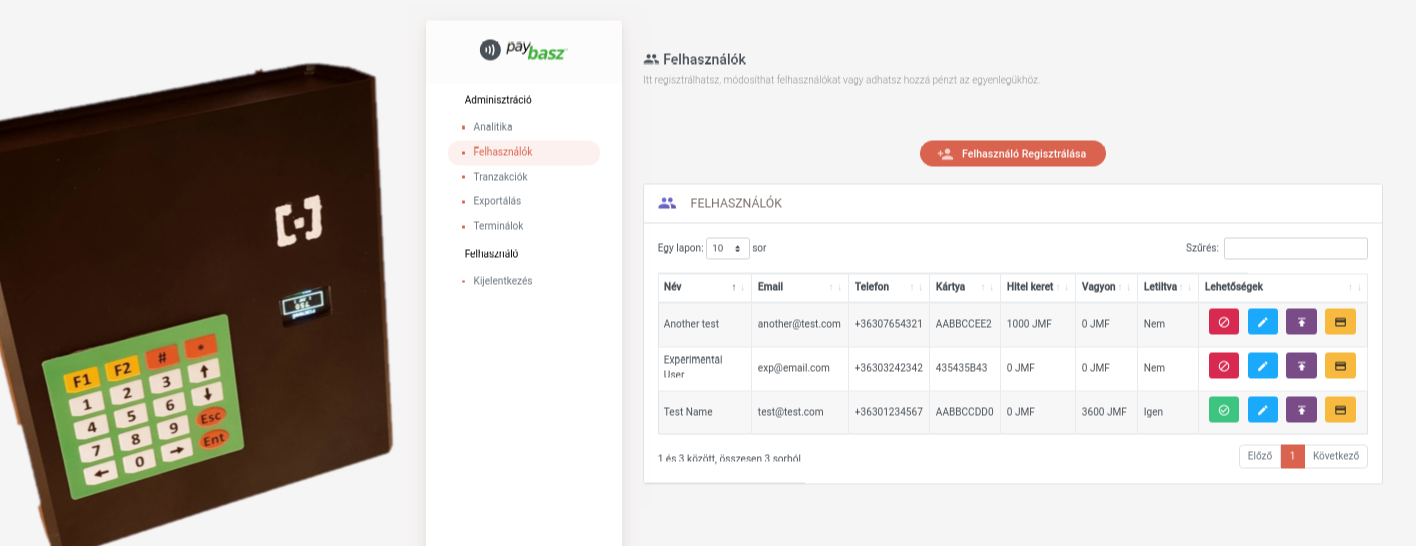 pay
basz
Adminisztráció
Analitika
Felhasználók
Tranzakciók
Exportálás
Terminálok
Felhasználó
Kijelentkezés
Felhasználók
Itt regisztrálhatsz, módosíthat felhasználókat vagy adhatsz hozzá pénzt az egyenlegükhöz.
Felhasználó Regisztrálása
FELHASZNÁLÓK
Egy lapon: 10 sor
Szűrés:
Név Email Telefon Kártya Hitel keret Vagyon Letiltva Lehetőségek
Another test another@test.com +36307654321 AABBCCEE2 1000 JMF 0 JMF Nem
Experimental
User exp@email.com +36303242342 435435B43 0 JMF 0 JMF Nem
Test Name test@test.com +36301234567 AABBCCDD0 0 JMF 3600 JMF Igen
1 és 3 között, összesen 3 sorból
Előző 1 Következő
F1 F2 # *
1 2 3 ↑
4 5 6 ↓
7 8 9 Esc
← 0 → Ent